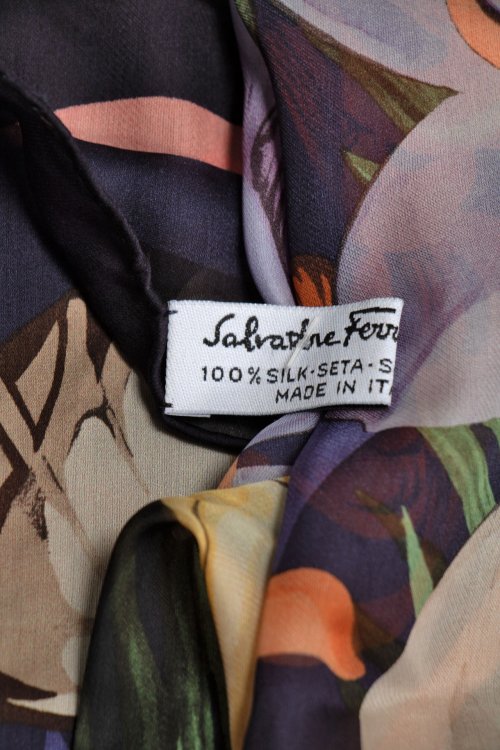 Salvatore Ferr
100% SILK-SETA-S
MADE IN IT